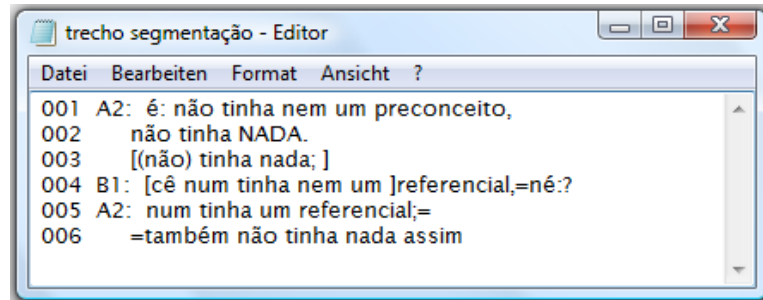 trecho segmentação - Editor
Datei Bearbeiten Format Ansicht ?
001 A2: é: não tinha nem um preconceito,
002 não tinha NADA.
003 [(não) tinha nada; ]
004 B1: [cê num tinha nem um ]referencial,=né:?
005 A2: num tinha um referencial;=
006 =também não tinha nada assim